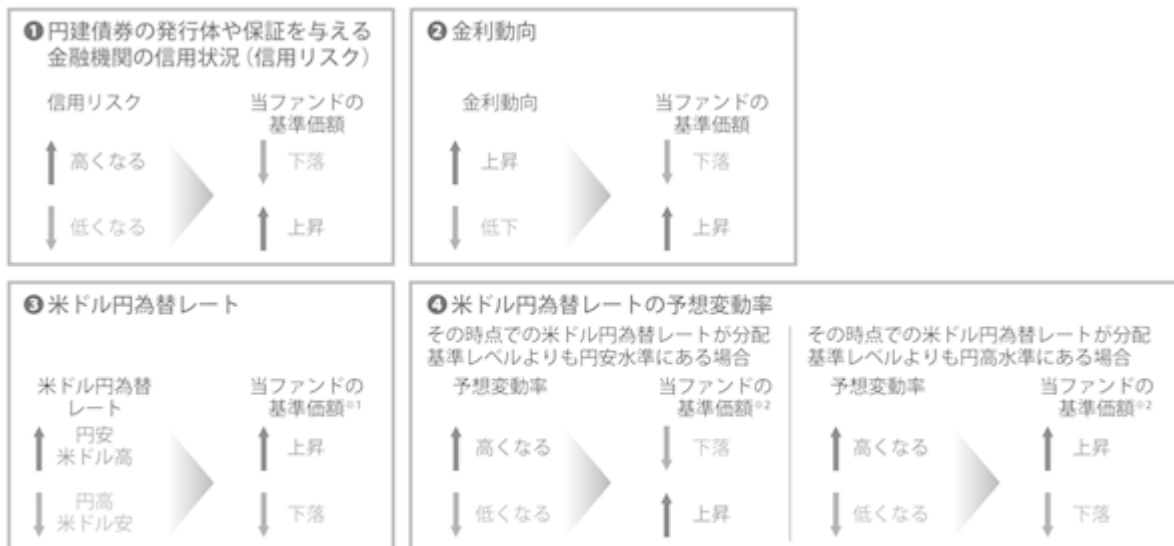 ❶円建債券の発行体や保証を与える
金融機関の信用状況（信用リスク）
信用リスク
当ファンドの
基準価額
高くなる
下落
低くなる
上昇
❷金利動向
金利動向
当ファンドの
基準価額
上昇
下落
低下
上昇
❸米ドル円為替レート
米ドル円為替
レート
当ファンドの
基準価額※1
円安
米ドル高
上昇
円高
米ドル安
下落
❹米ドル円為替レートの予想変動率
その時点での米ドル円為替レートが分配
基準レベルよりも円安水準にある場合
予想変動率
当ファンドの
基準価額※2
高くなる
下落
低くなる
上昇
その時点での米ドル円為替レートが分配
基準レベルよりも円高水準にある場合
予想変動率
当ファンドの
基準価額※2
高くなる
上昇
低くなる
下落